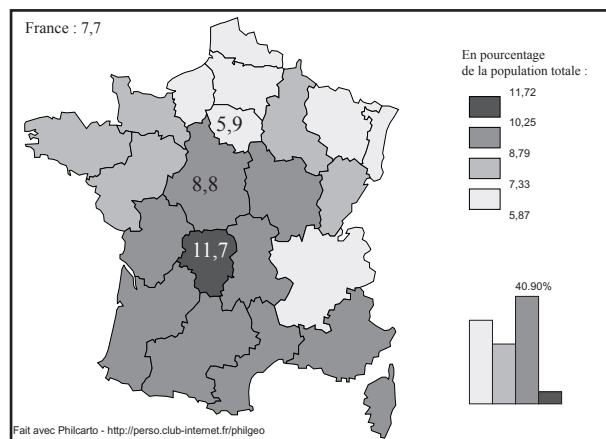 France : 7,7
En pourcentage
de la population totale :
11,72
10,25
8,79
7,33
5,87
5,9
8,8
11,7
40.90%
Fait avec Philcarto - http://perso.club-internet.fr/philgeo